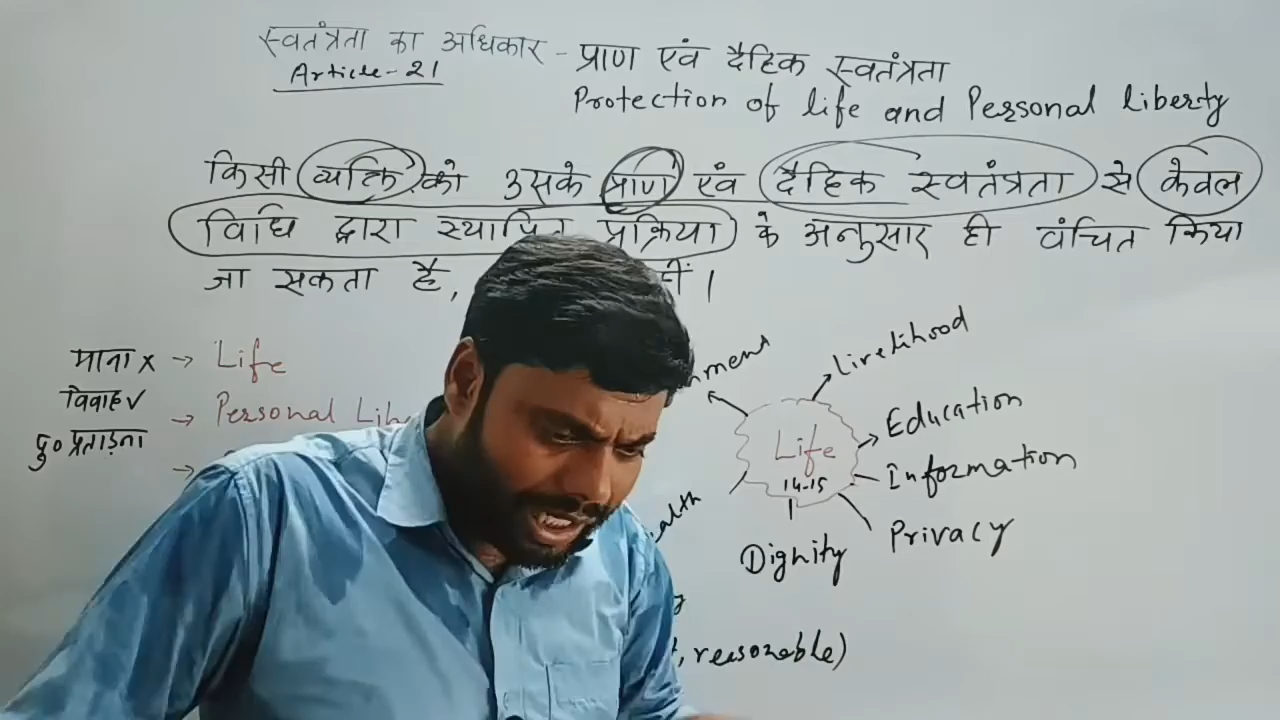 स्वतंत्रता का अधिकार - प्राण एवं दैहिक स्वतंत्रता
Article-21
Protection of life and Personal liberty
किसी व्यक्ति को उसके प्राण एवं दैहिक स्वतंत्रता से केवल
विधि द्वारा स्थापित प्रक्रिया के अनुसार ही वंचित किया
जा सकता है,
माना x → Life
विवाह✓
→ Personal
पु० प्रताड़ना
→
Livelihood
Education
Information
Privacy
Dignity
Life
14-15
reasonable)